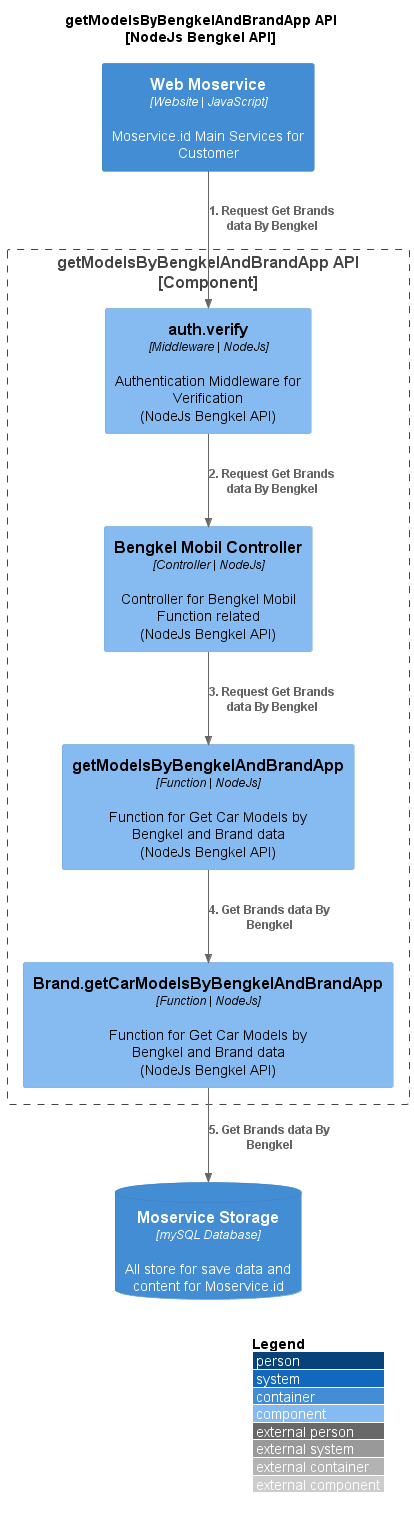 getModelsByBengkelAndBrandApp API
[NodeJs Bengkel API]
Web Moservice
[Website | JavaScript]
Moservice.id Main Services for
Customer
1. Request Get Brands
data By Bengkel
getModelsByBengkelAndBrandApp API
[Component]
auth.verify
[Middleware | NodeJs]
Authentication Middleware for
Verification
(NodeJs Bengkel API)
2. Request Get Brands
data By Bengkel
Bengkel Mobil Controller
[Controller | NodeJs]
Controller for Bengkel Mobil
Function related
(NodeJs Bengkel API)
3. Request Get Brands
data By Bengkel
getModelsByBengkelAndBrandApp
[Function | NodeJs]
Function for Get Car Models by
Bengkel and Brand data
(NodeJs Bengkel API)
4. Get Brands data By
Bengkel
Brand.getCarModelsByBengkelAndBrandApp
[Function | NodeJs]
Function for Get Car Models by
Bengkel and Brand data
(NodeJs Bengkel API)
5. Get Brands data By
Bengkel
Moservice Storage
[mySQL Database]
All store for save data and
content for Moservice.id
Legend
person
system
container
component
external person
external system
external container
external component